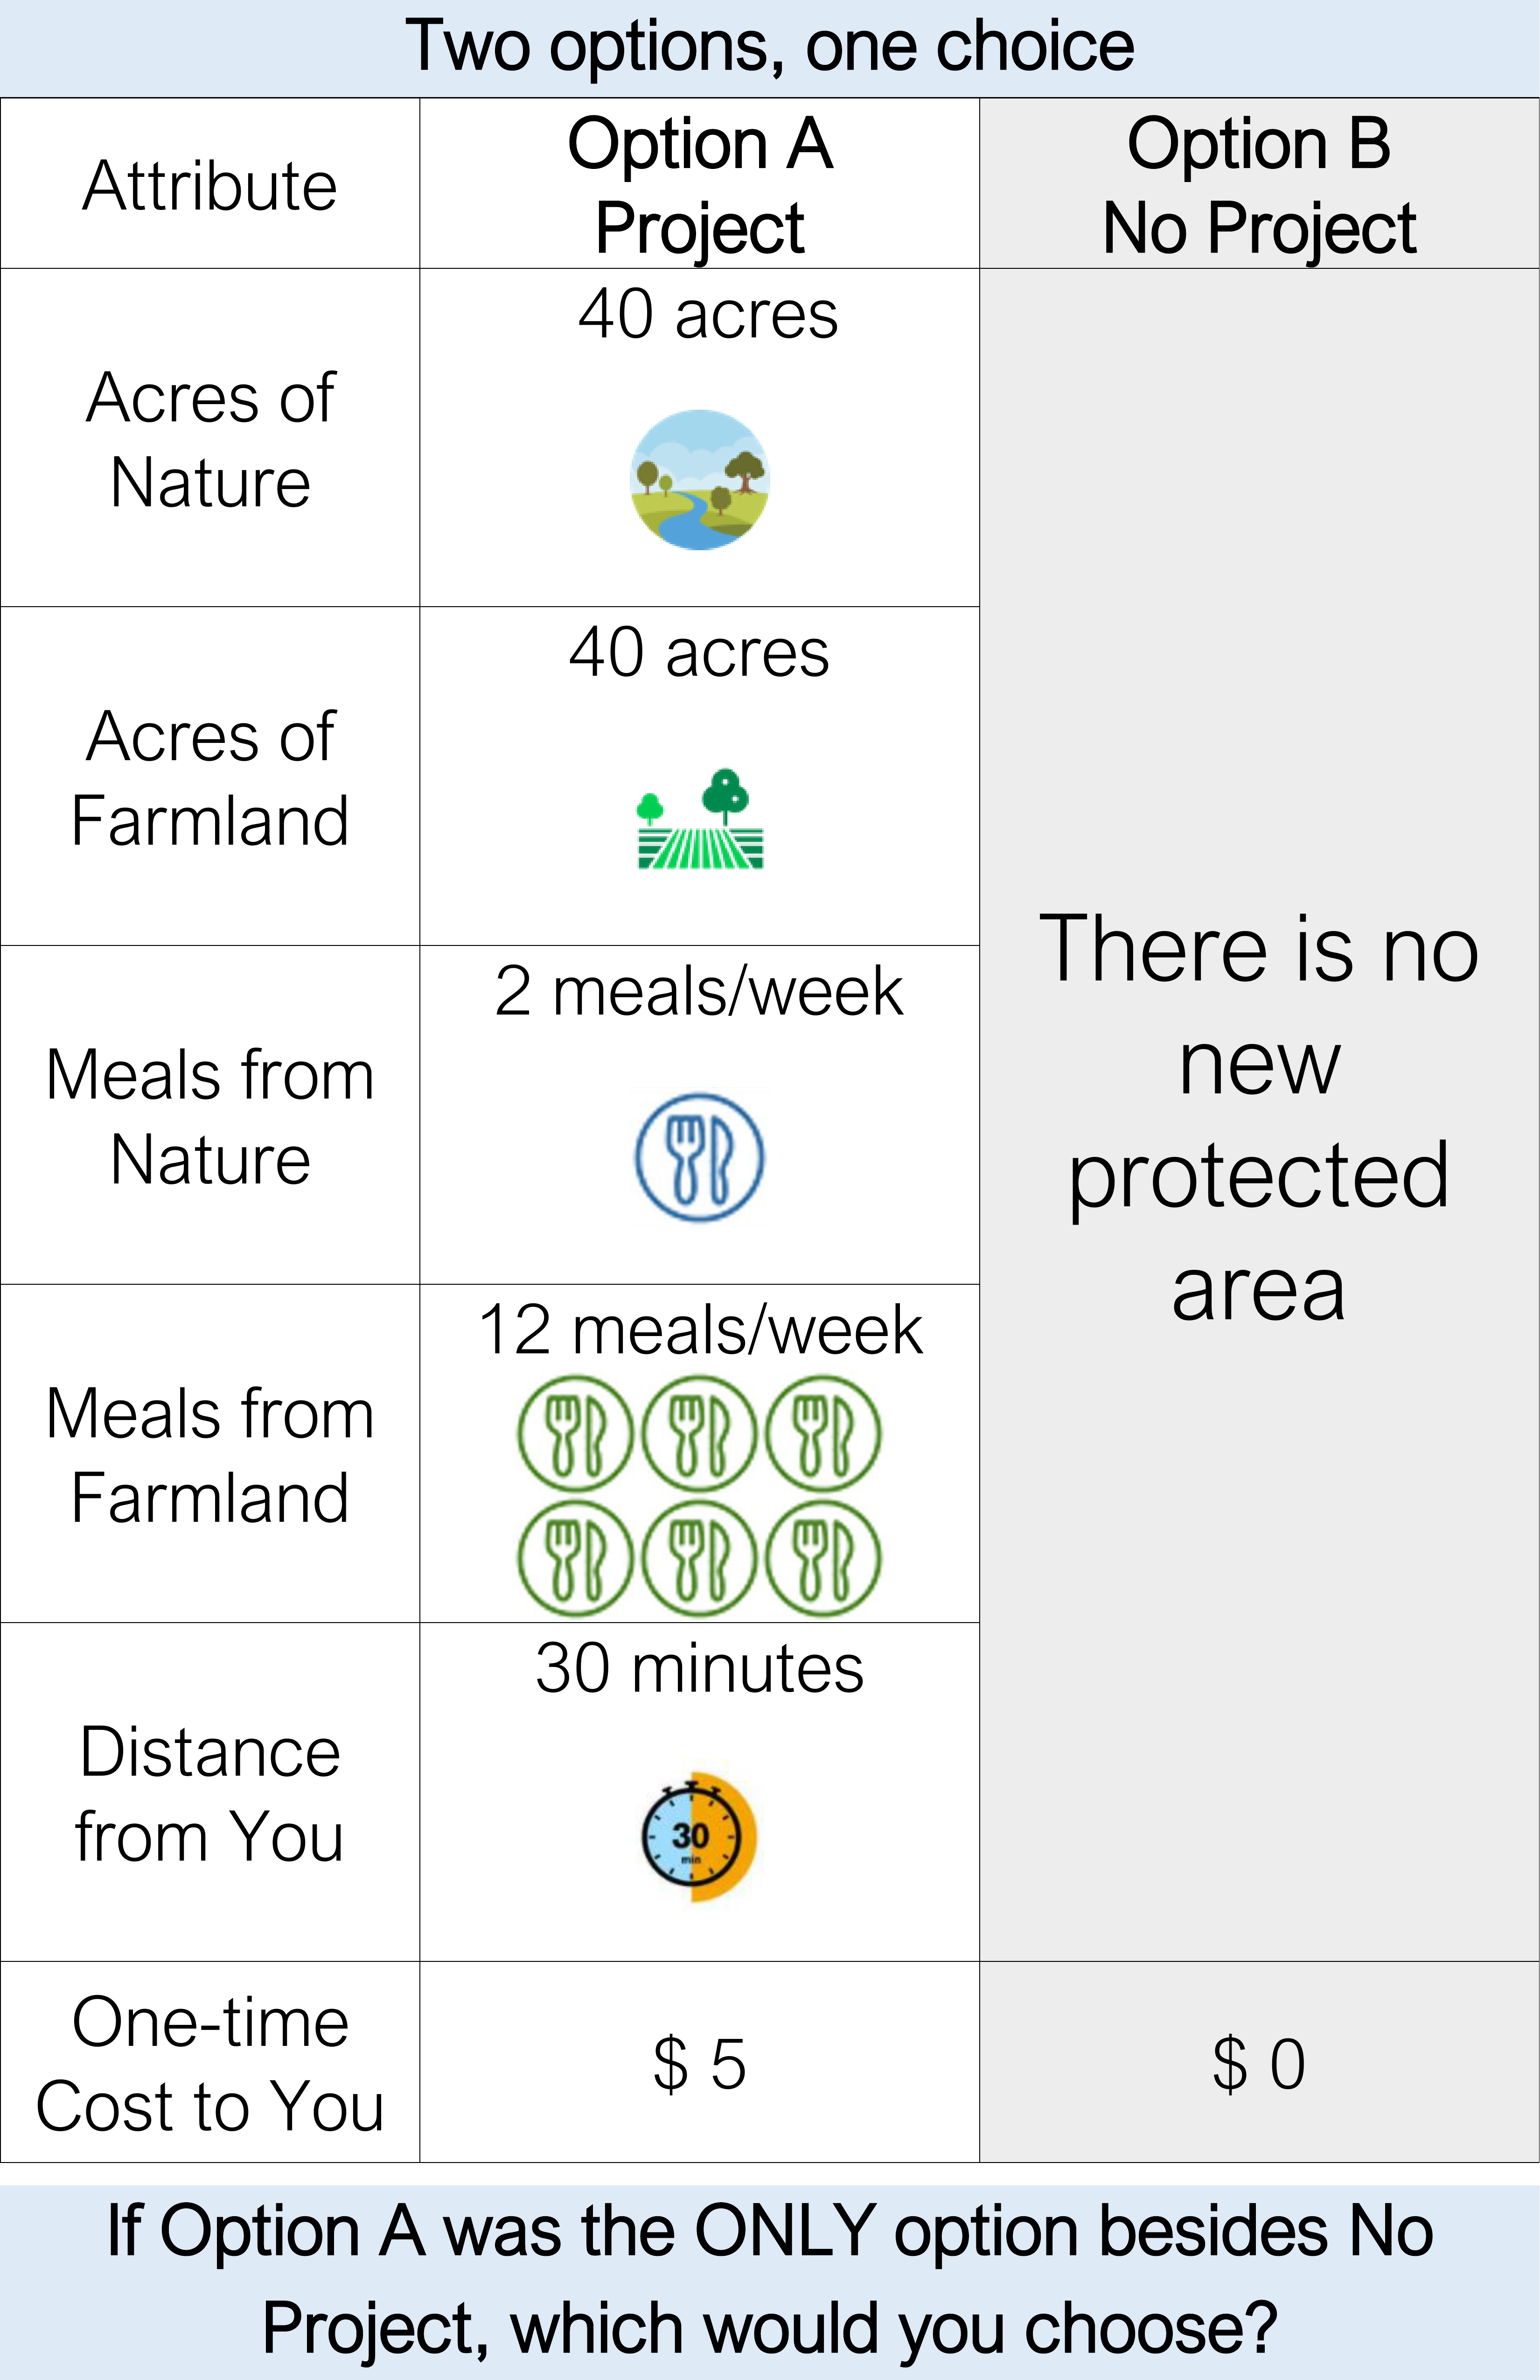 Two options, one choice
Attribute
Option A
Project
Option B
No Project
Acres of
Nature
40 acres
Acres of
Farmland
40 acres
Meals from
Nature
2 meals/week
Meals from
Farmland
12 meals/week
Distance
from You
30 minutes
30
min
There is no
new
protected
area
One-time
Cost to You
$ 5
$ 0
If Option A was the ONLY option besides No
Project, which would you choose?